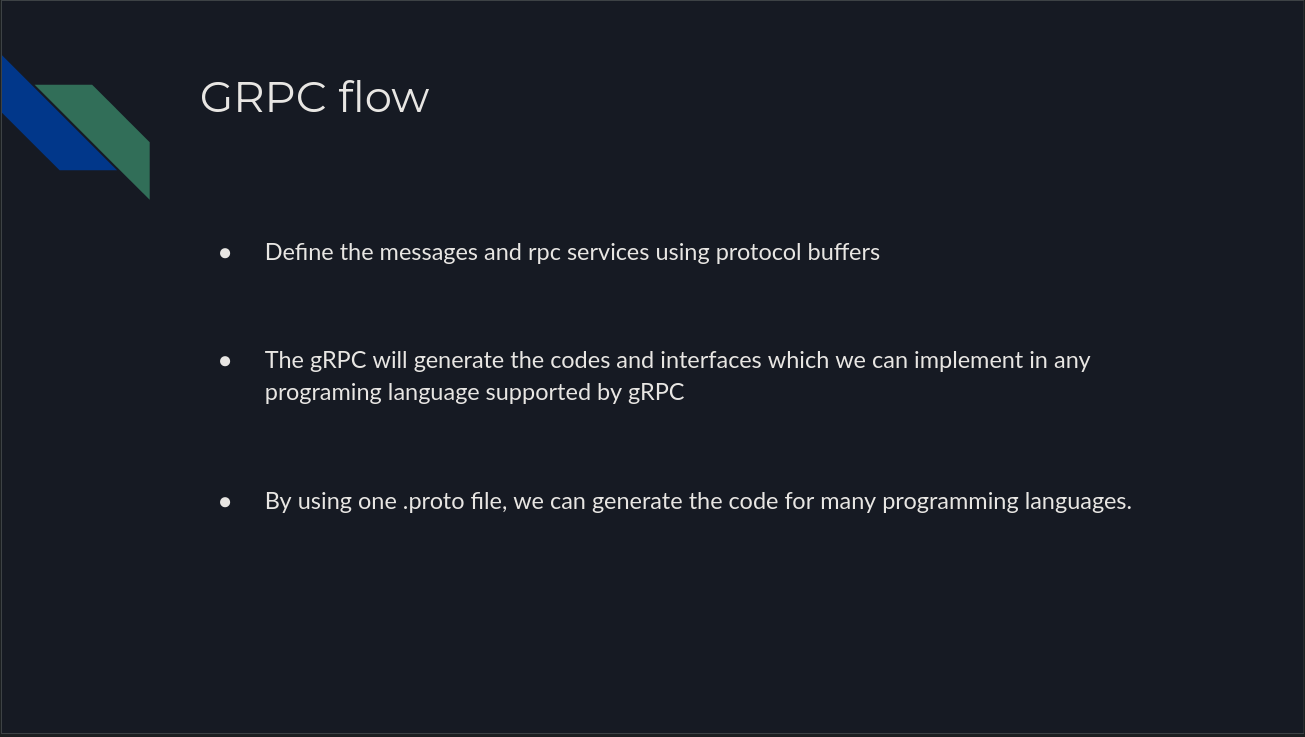 GRPC flow
● Define the messages and rpc services using protocol buffers
● The gRPC will generate the codes and interfaces which we can implement in any
programing language supported by gRPC
● By using one .proto file, we can generate the code for many programming languages.